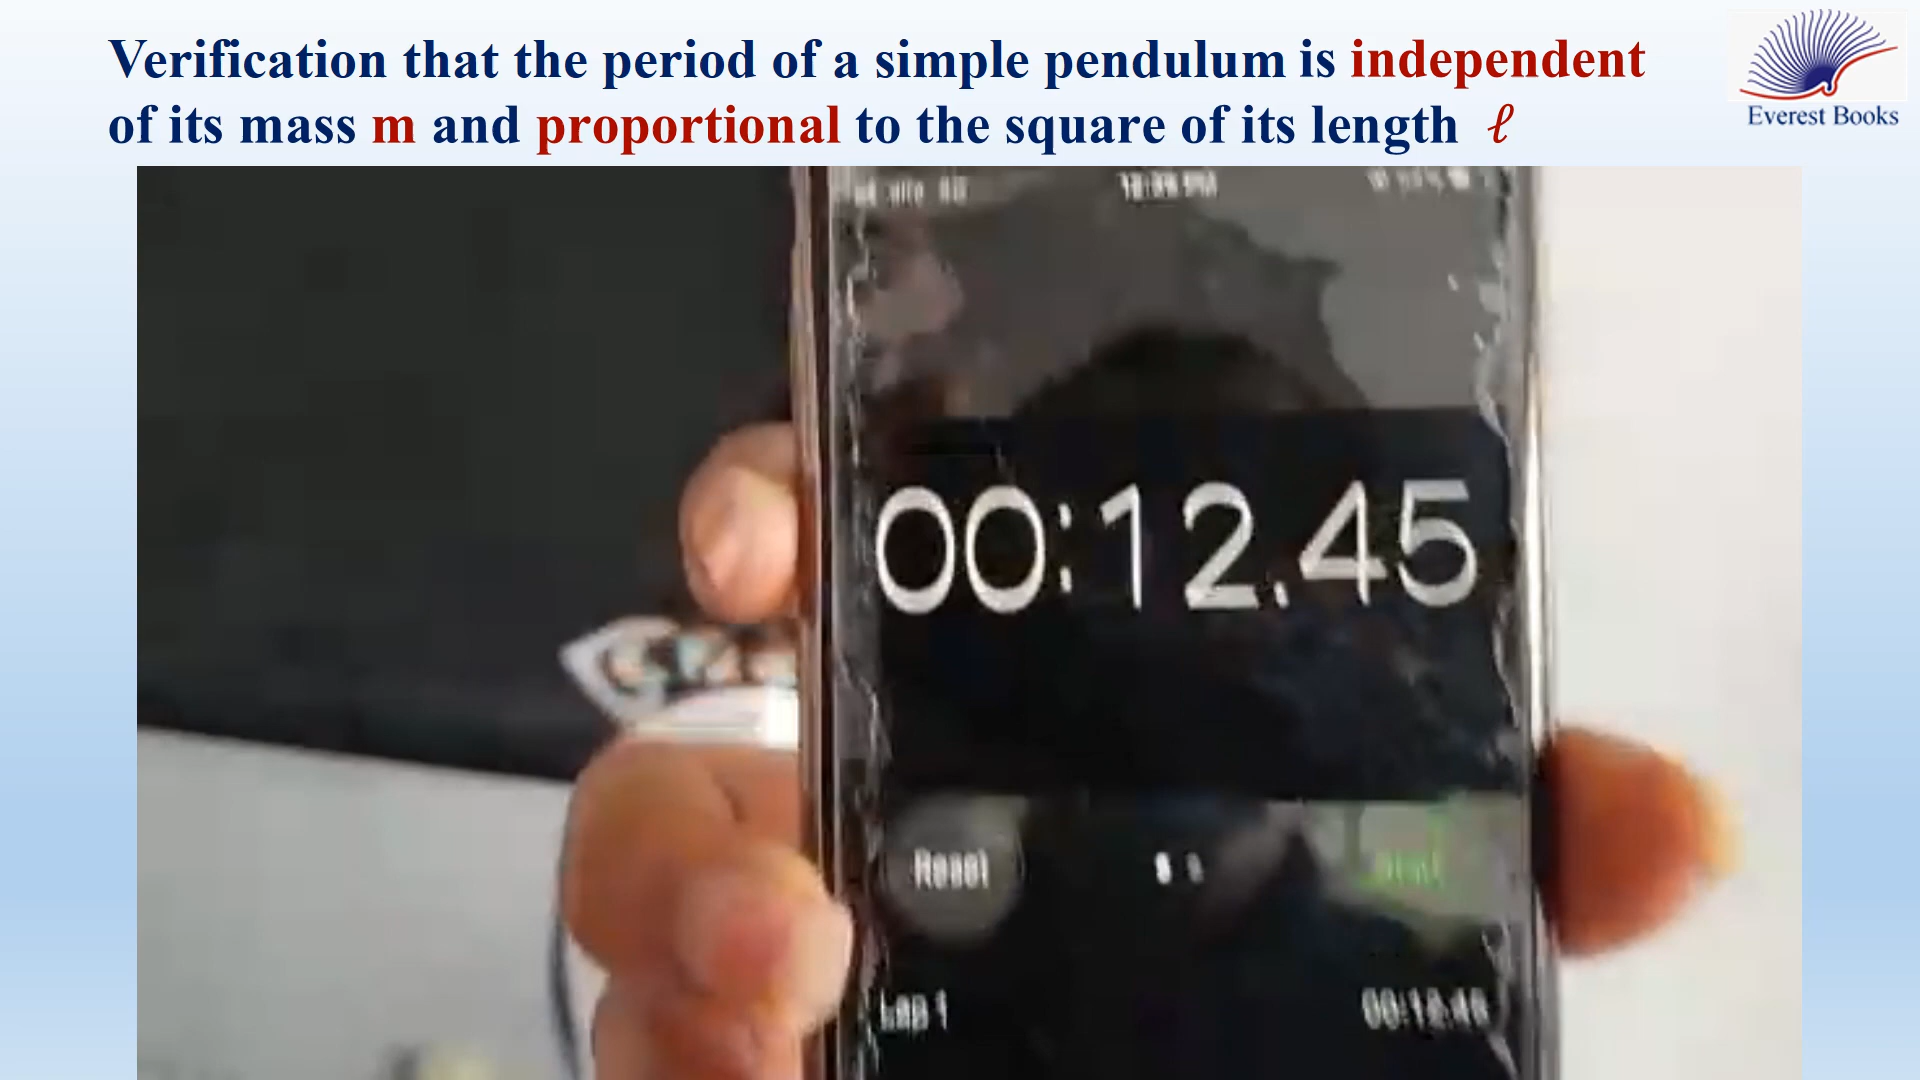 Verification that the period of a simple pendulum is independent
of its mass m and proportional to the square of its length ℓ
Everest Books
00:12.45
Reset
Lap 1